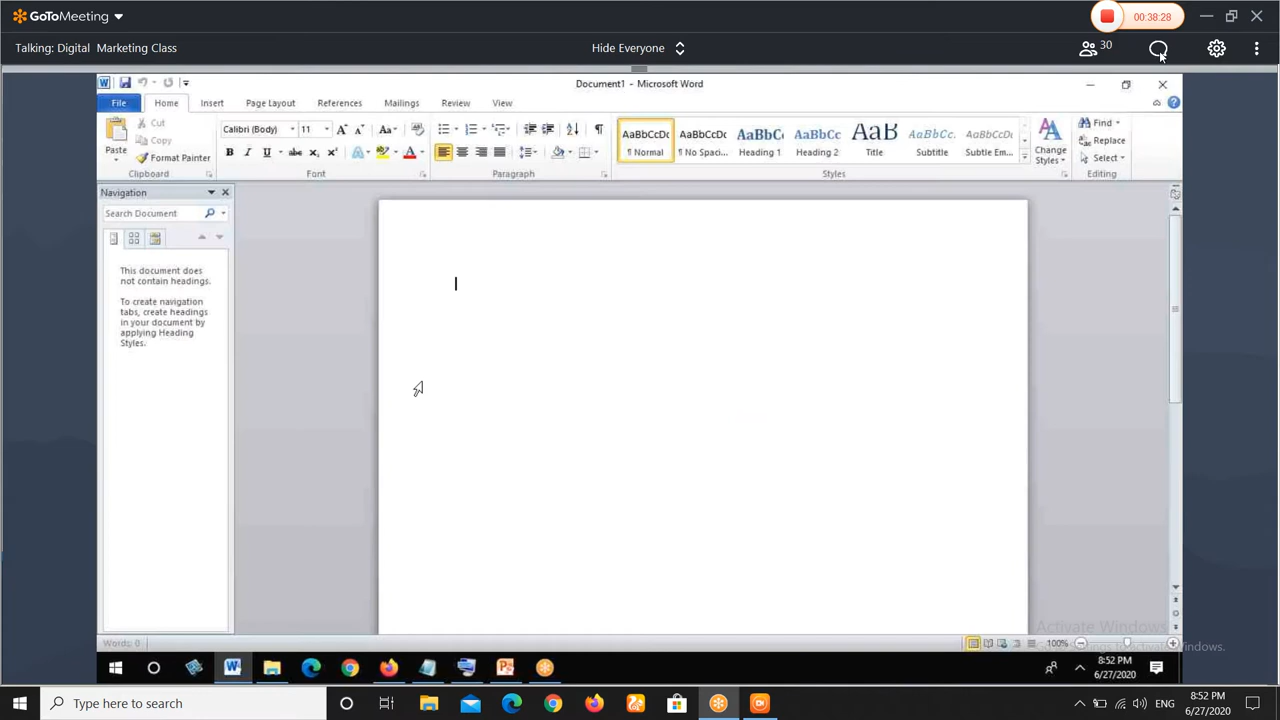 GoToMeeting
00:38:28
Talking: Digital Marketing Class
Hide Everyone
30
Document1 - Microsoft Word
File Home Insert Page Layout References Mailings Review View
Paste
Cut
Copy
Format Painter
Clipboard
Calibri (Body) 11
Font
Paragraph
AaBbCcDc AaBbCcDc AaBbC AaBbCc AaB AaBbCc. AaBbCcDc
¶ Normal ¶ No Spaci... Heading 1 Heading 2 Title Subtitle Subtle Em...
Styles
Change
Styles
Find
Replace
Select
Editing
Navigation
Search Document
This document does
not contain headings.
To create navigation
tabs, create headings
in your document by
applying Heading
Styles.
Words: 0
100%
Activate Windows
8:52 PM
6/27/2020
Type here to search
ENG
8:52 PM
6/27/2020